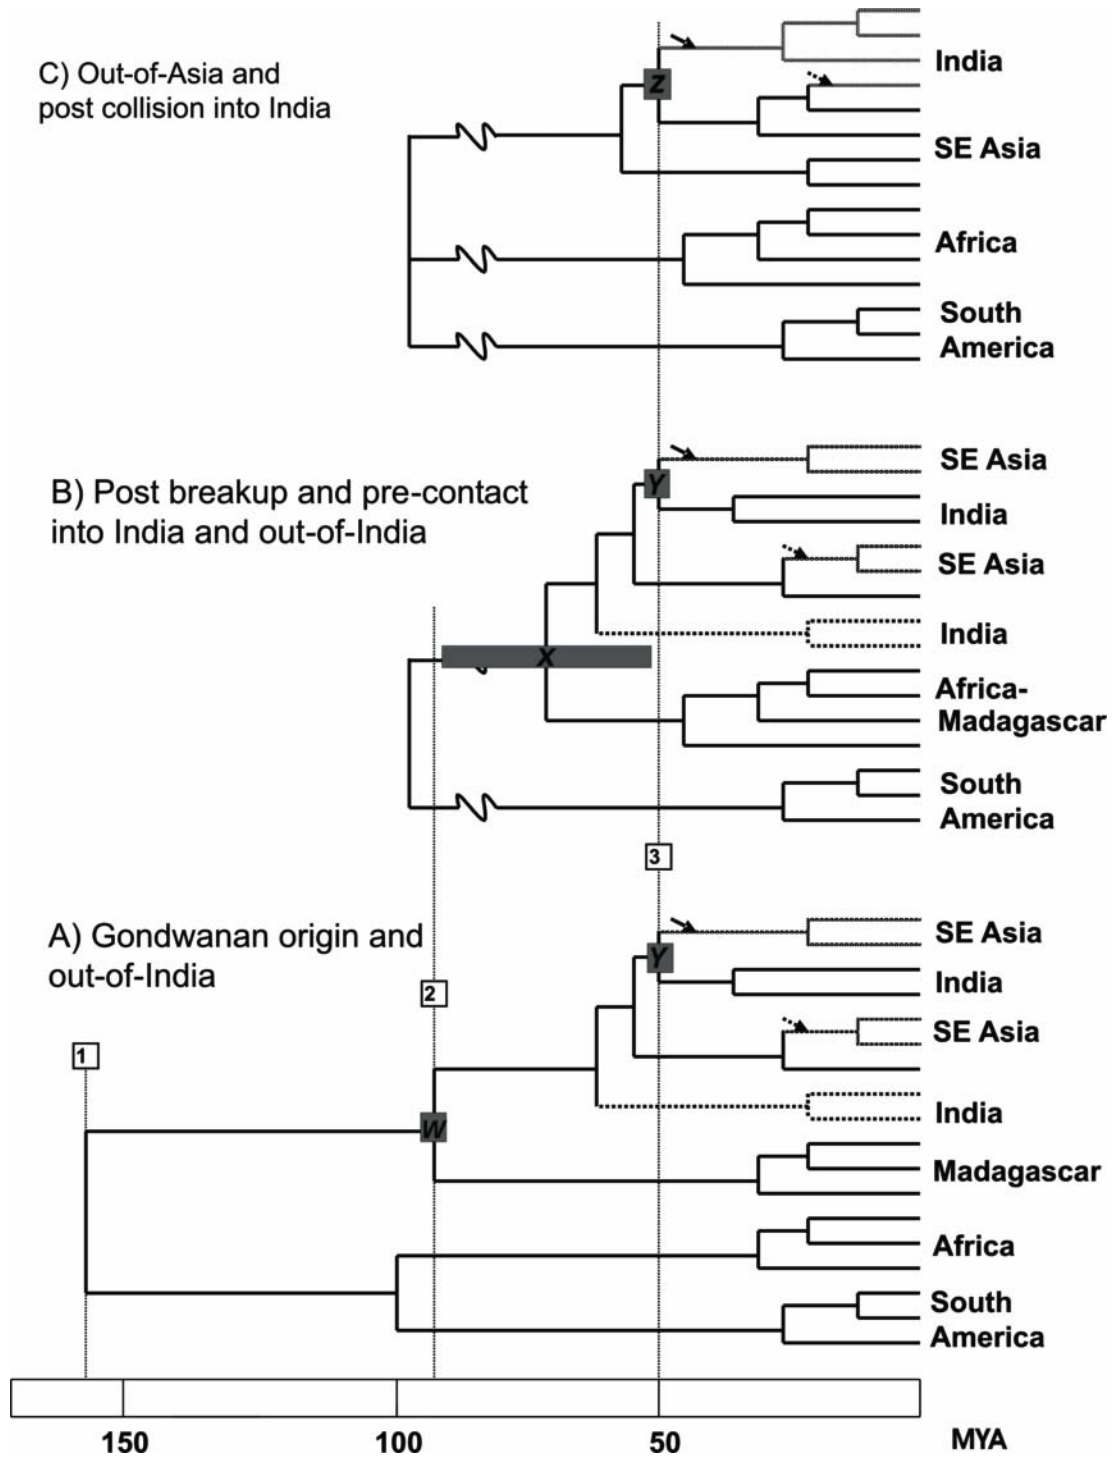 C) Out-of-Asia and
post collision into India
Z
India
SE Asia
Africa
South
America
B) Post breakup and pre-contact
into India and out-of-India
Y
X
SE Asia
India
SE Asia
India
Africa-
Madagascar
South
America
3
A) Gondwanan origin and
out-of-India
2
1
Y
W
SE Asia
India
SE Asia
India
Madagascar
Africa
South
America
150
100
50
MYA